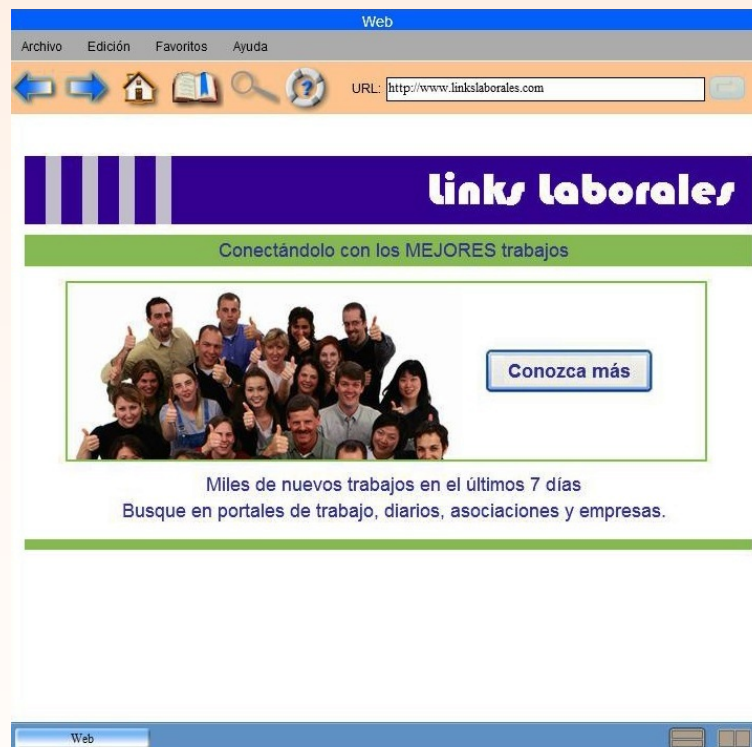 Web
Archivo Edición Favoritos Ayuda
URL: http://www.linkslaborales.com
Links Laborales
Conectándolo con los MEJORES trabajos
Conozca más
Miles de nuevos trabajos en el últimos 7 días
Busque en portales de trabajo, diarios, asociaciones y empresas.
Web